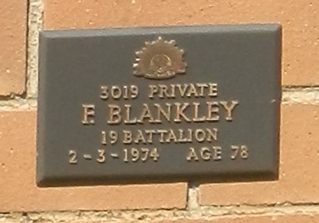 3019 PRIVATE
F. BLANKLEY
19 BATTALION
2-3-1974 AGE 78